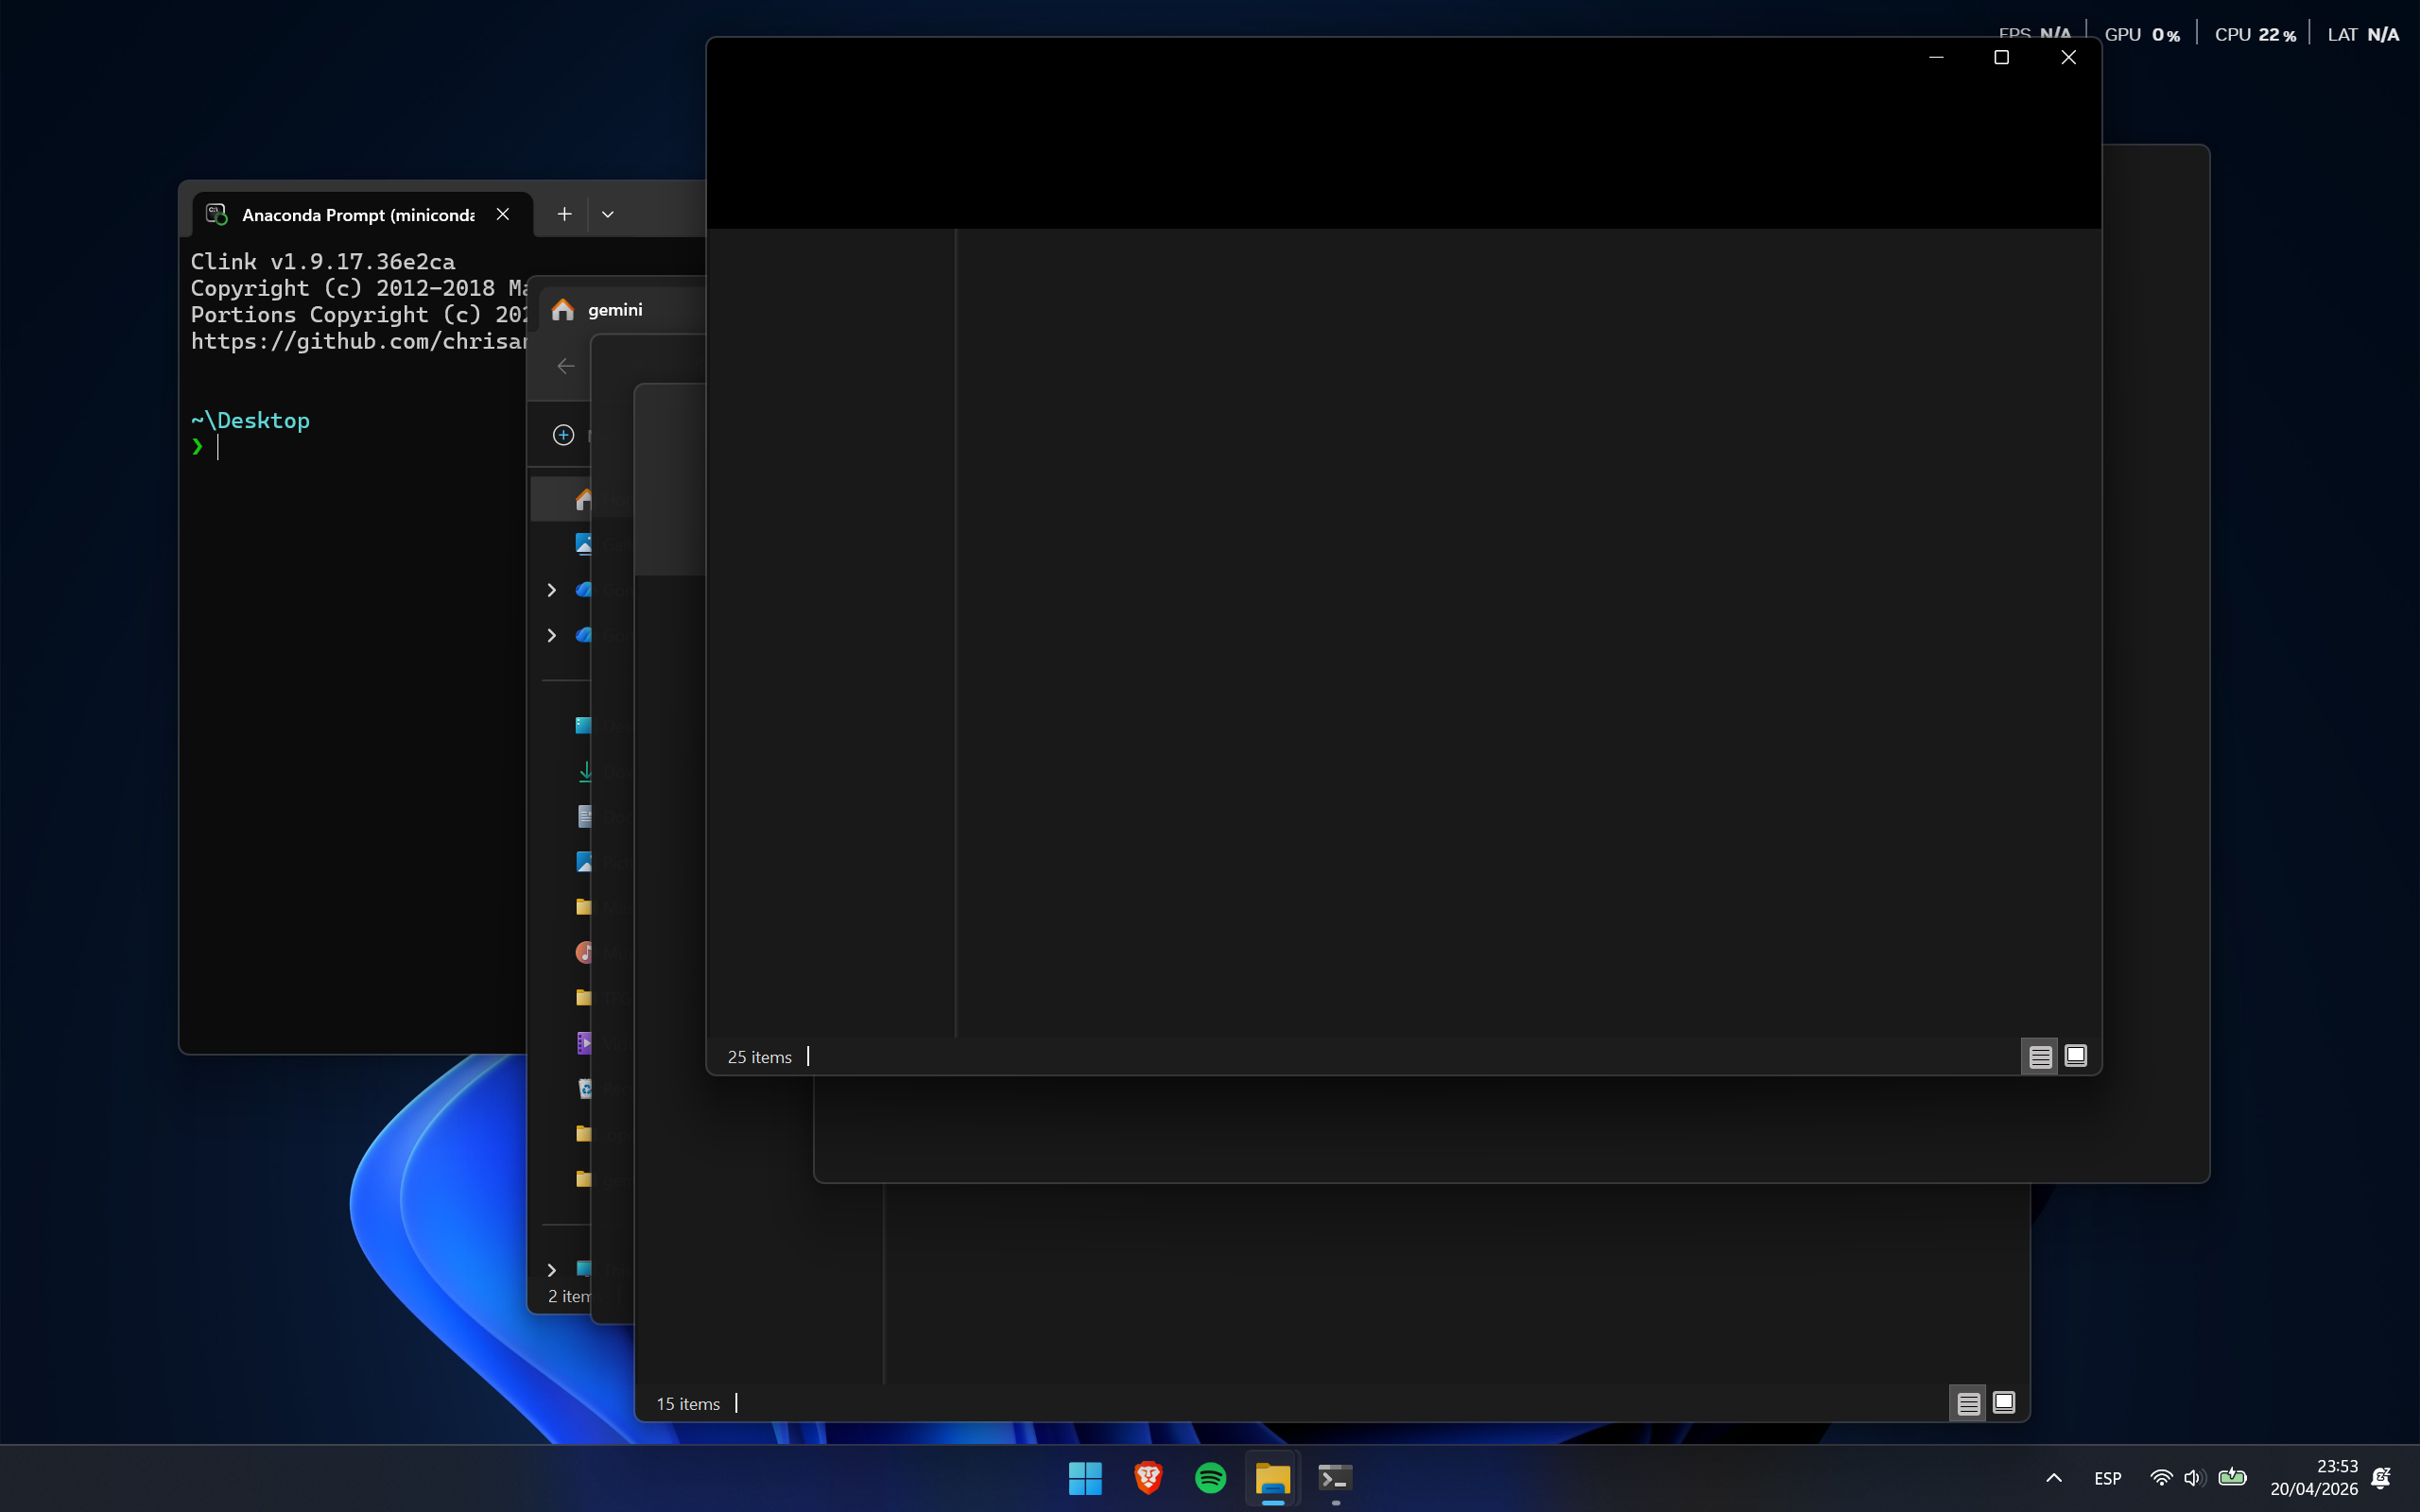 FPS N/A GPU 0% CPU 22% LAT N/A
Anaconda Prompt (miniconda
Clink v1.9.17.36e2ca
Copyright (c) 2012-2018 Ma
Portions Copyright (c) 202
https://github.com/chrisan
~\Desktop
❯
gemini
2 item
25 items
15 items
ESP
23:53
20/04/2026